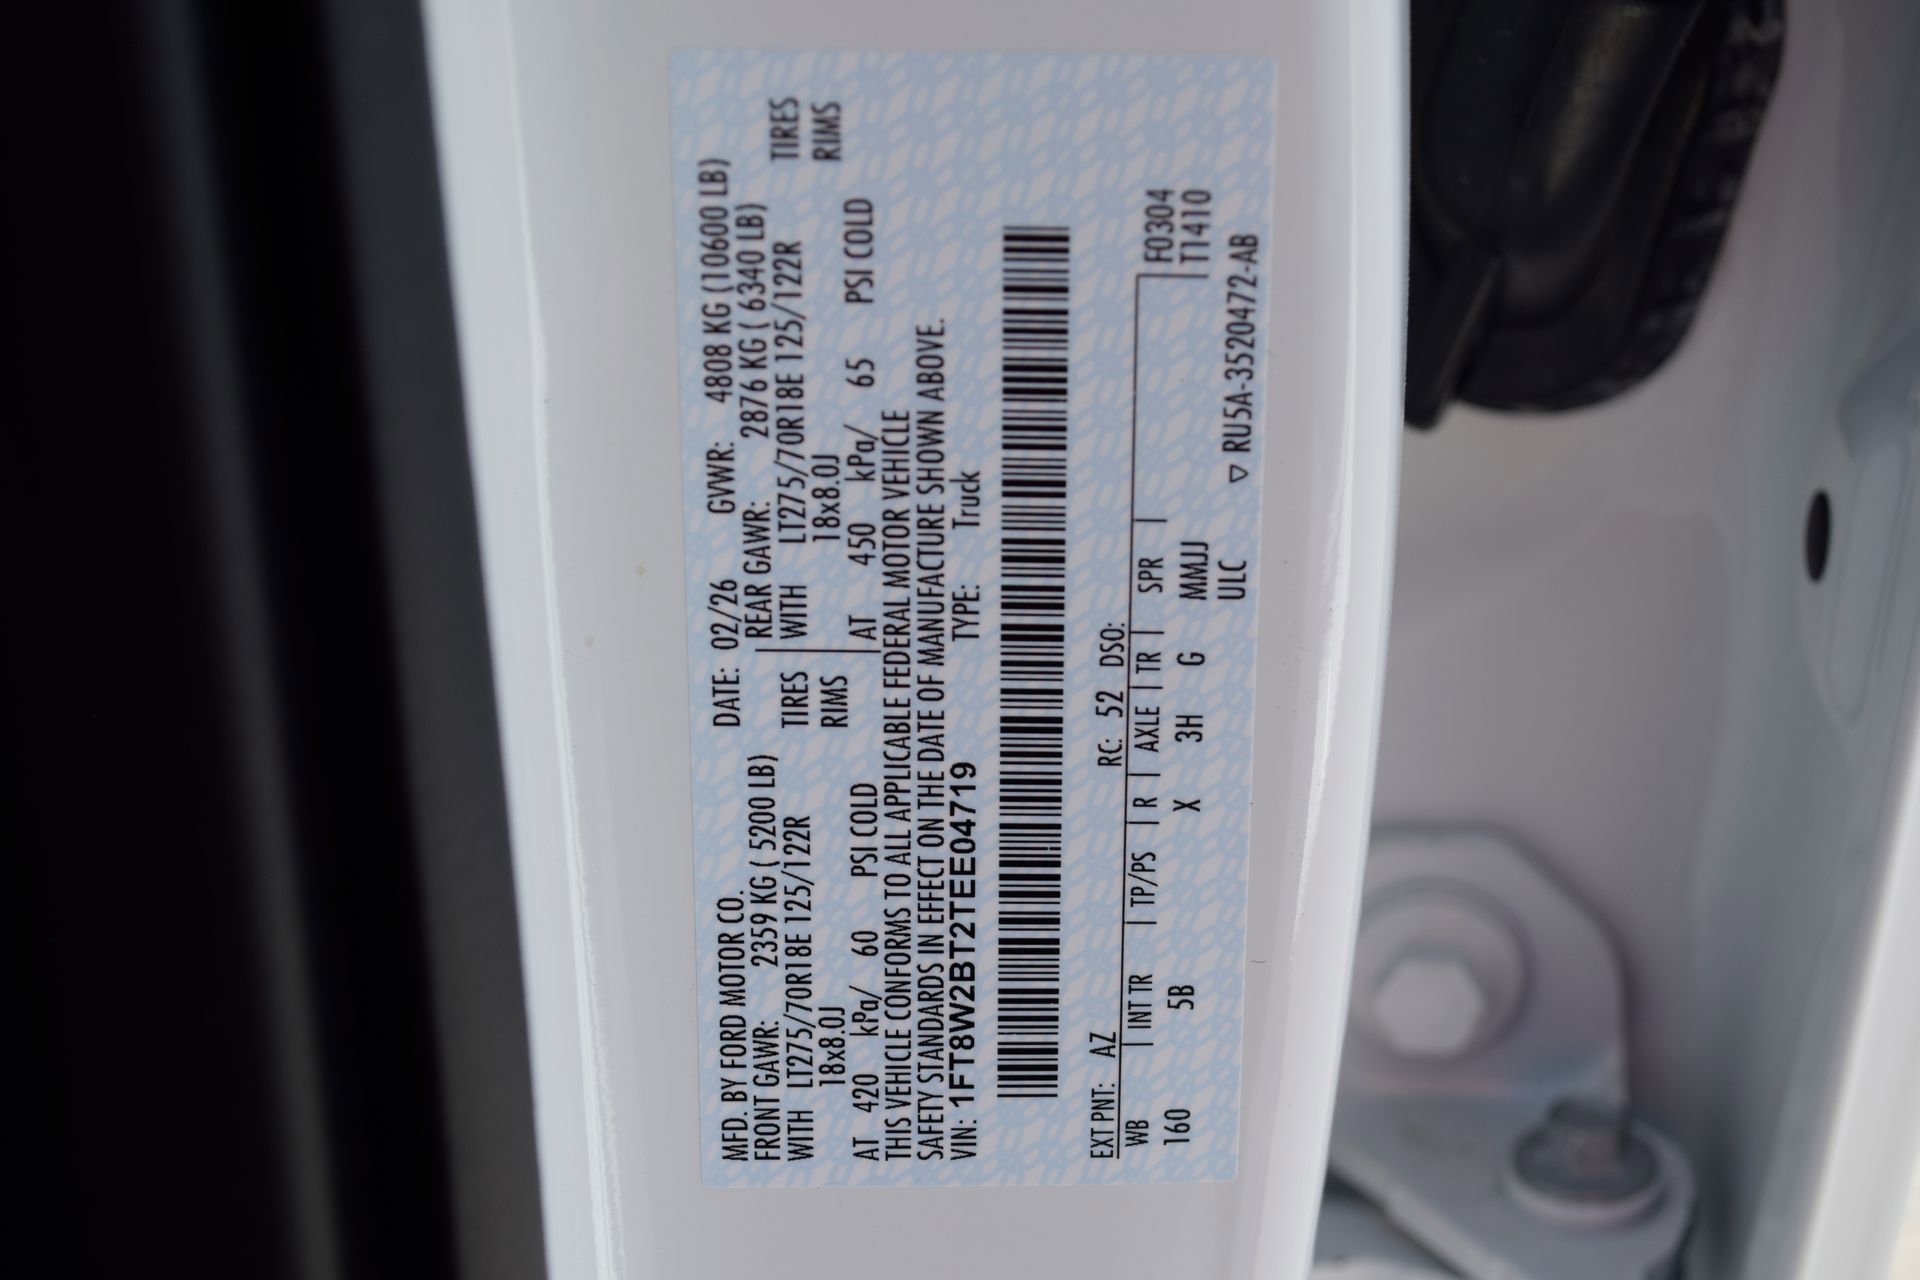 MFD. BY FORD MOTOR CO. DATE: 02/26 GVWR: 4808 KG (10600 LB)
FRONT GAWR: 2359 KG ( 5200 LB) REAR GAWR: 2876 KG ( 6340 LB)
WITH LT275/70R18E 125/122R TIRES WITH LT275/70R18E 125/122R TIRES
18x8.0J RIMS 18x8.0J RIMS
AT 420 kPa/ 60 PSI COLD AT 450 kPa/ 65 PSI COLD
THIS VEHICLE CONFORMS TO ALL APPLICABLE FEDERAL MOTOR VEHICLE
SAFETY STANDARDS IN EFFECT ON THE DATE OF MANUFACTURE SHOWN ABOVE.
VIN: 1FT8W2BT2TEE04719 TYPE: Truck
EXT PNT: AZ RC: 52 DSO:
WB | INT TR | TP/PS | R | AXLE | TR | SPR | F0304
160 5B X 3H G MMJJ T1410
ULC ▽ RU5A-3520472-AB